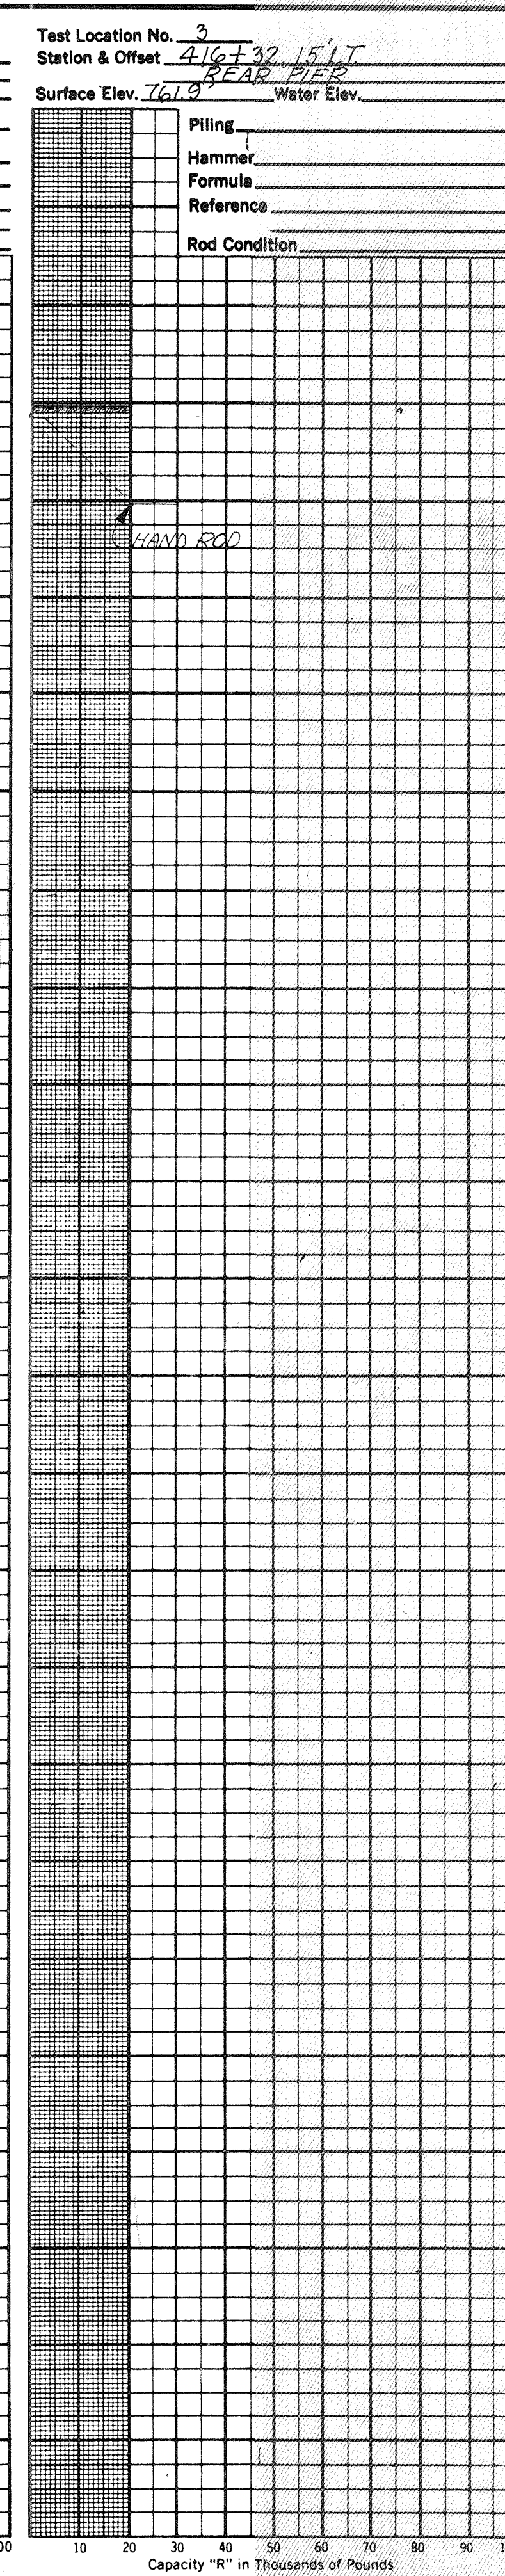 Test Location No. 3
Station & Offset 416+32, 15' LT.
REAR PIER
Surface Elev. 761.9' Water Elev.
Piling
Hammer
Formula
Reference
Rod Condition
HAND ROD
00 10 20 30 40 50 60 70 80 90 1
Capacity "R" in Thousands of Pounds